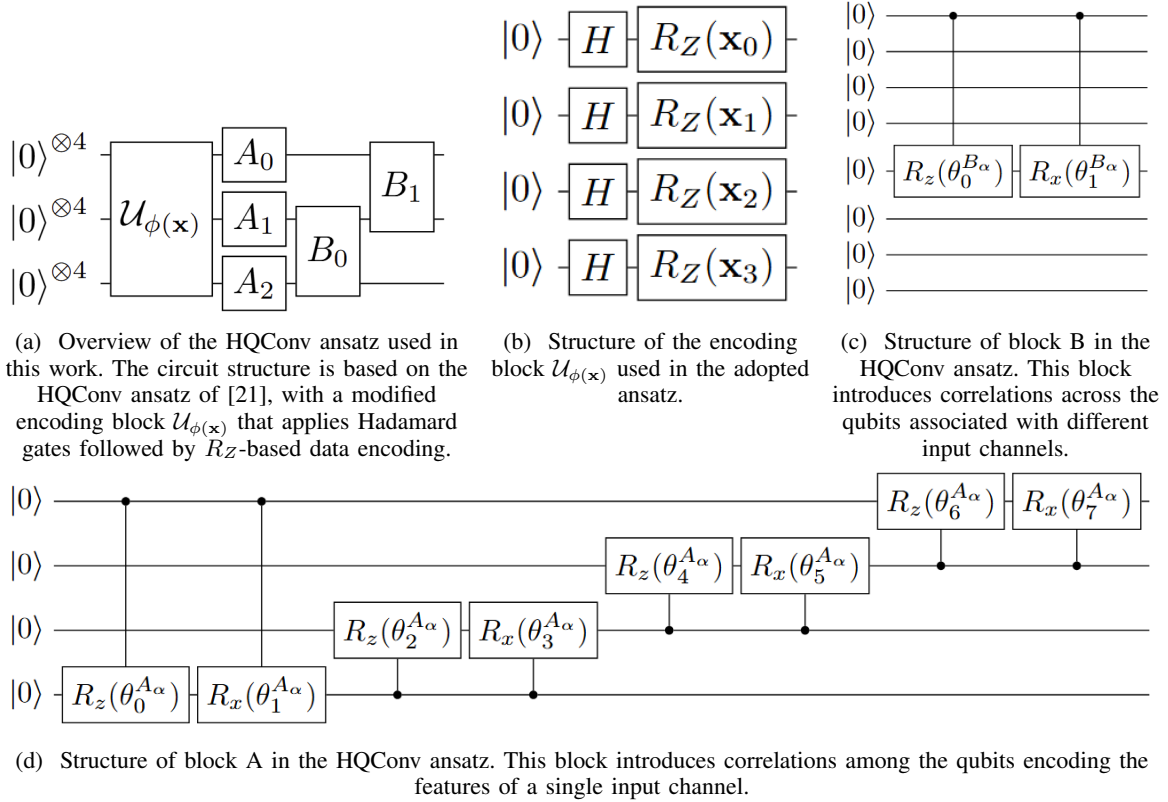 |0⟩^{⊗4} A_0 B_1
|0⟩^{⊗4} 𝒰_{ϕ(𝐱)} A_1 B_0
|0⟩^{⊗4} A_2
(a) Overview of the HQConv ansatz used in
this work. The circuit structure is based on the
HQConv ansatz of [21], with a modified
encoding block 𝒰_{ϕ(𝐱)} that applies Hadamard
gates followed by R_Z-based data encoding.
|0⟩ H R_Z(𝐱_0)
|0⟩ H R_Z(𝐱_1)
|0⟩ H R_Z(𝐱_2)
|0⟩ H R_Z(𝐱_3)
(b) Structure of the encoding
block 𝒰_{ϕ(𝐱)} used in the adopted
ansatz.
|0⟩
|0⟩
|0⟩
|0⟩
|0⟩ R_z(θ_0^{B_α}) R_x(θ_1^{B_α})
|0⟩
|0⟩
|0⟩
(c) Structure of block B in the
HQConv ansatz. This block
introduces correlations across the
qubits associated with different
input channels.
|0⟩ R_z(θ_6^{A_α}) R_x(θ_7^{A_α})
|0⟩ R_z(θ_4^{A_α}) R_x(θ_5^{A_α})
|0⟩ R_z(θ_2^{A_α}) R_x(θ_3^{A_α})
|0⟩ R_z(θ_0^{A_α}) R_x(θ_1^{A_α})
(d) Structure of block A in the HQConv ansatz. This block introduces correlations among the qubits encoding the
features of a single input channel.